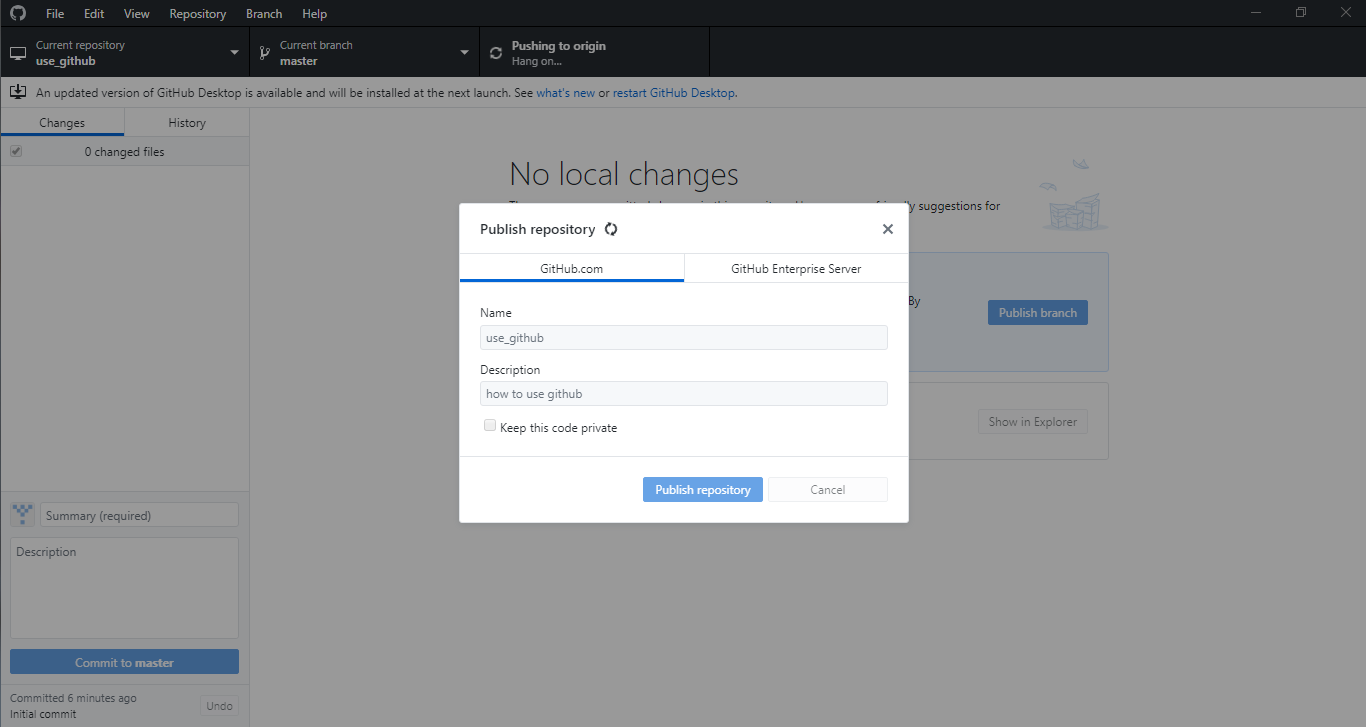 File Edit View Repository Branch Help
Current repository
use_github
Current branch
master
Pushing to origin
Hang on...
An updated version of GitHub Desktop is available and will be installed at the next launch. See what's new or restart GitHub Desktop.
Changes History
0 changed files
No local changes
suggestions for
Publish repository
GitHub.com GitHub Enterprise Server
By
Publish branch
Name
use_github
Description
how to use github
Keep this code private
Show in Explorer
Publish repository Cancel
Summary (required)
Description
Commit to master
Committed 6 minutes ago
Initial commit
Undo